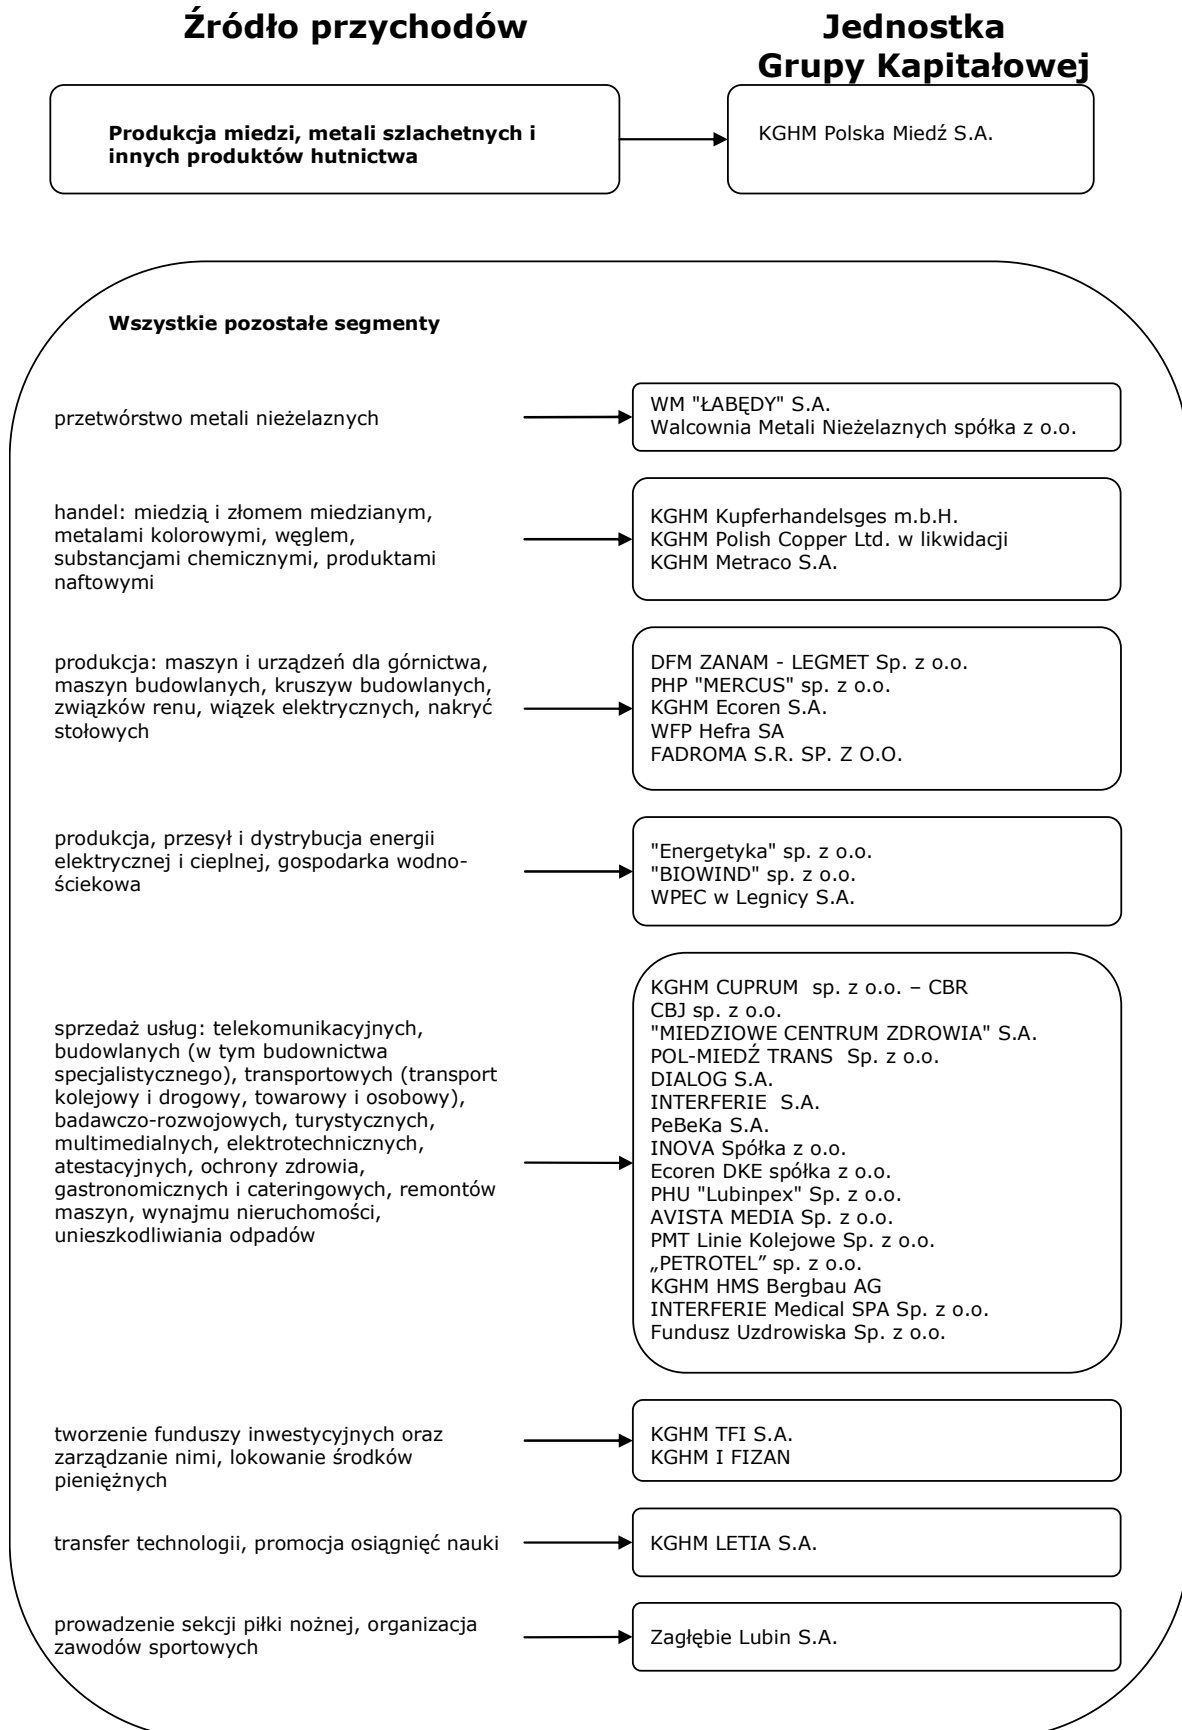 Źródło przychodów
Jednostka
Grupy Kapitałowej
Produkcja miedzi, metali szlachetnych i
innych produktów hutnictwa
KGHM Polska Miedź S.A.
Wszystkie pozostałe segmenty
przetwórstwo metali nieżelaznych
WM "ŁABĘDY" S.A.
Walcownia Metali Nieżelaznych spółka z o.o.
handel: miedzią i złomem miedzianym,
metalami kolorowymi, węglem,
substancjami chemicznymi, produktami
naftowymi
KGHM Kupferhandelsges m.b.H.
KGHM Polish Copper Ltd. w likwidacji
KGHM Metraco S.A.
produkcja: maszyn i urządzeń dla górnictwa,
maszyn budowlanych, kruszyw budowlanych,
związków renu, wiązek elektrycznych, nakryć
stołowych
DFM ZANAM - LEGMET Sp. z o.o.
PHP "MERCUS" sp. z o.o.
KGHM Ecoren S.A.
WFP Hefra SA
FADROMA S.R. SP. Z O.O.
produkcja, przesył i dystrybucja energii
elektrycznej i cieplnej, gospodarka wodno-
ściekowa
"Energetyka" sp. z o.o.
"BIOWIND" sp. z o.o.
WPEC w Legnicy S.A.
sprzedaż usług: telekomunikacyjnych,
budowlanych (w tym budownictwa
specjalistycznego), transportowych (transport
kolejowy i drogowy, towarowy i osobowy),
badawczo-rozwojowych, turystycznych,
multimedialnych, elektrotechnicznych,
atestacyjnych, ochrony zdrowia,
gastronomicznych i cateringowych, remontów
maszyn, wynajmu nieruchomości,
unieszkodliwiania odpadów
KGHM CUPRUM sp. z o.o. – CBR
CBJ sp. z o.o.
"MIEDZIOWE CENTRUM ZDROWIA" S.A.
POL-MIEDŹ TRANS Sp. z o.o.
DIALOG S.A.
INTERFERIE S.A.
PeBeKa S.A.
INOVA Spółka z o.o.
Ecoren DKE spółka z o.o.
PHU "Lubinpex" Sp. z o.o.
AVISTA MEDIA Sp. z o.o.
PMT Linie Kolejowe Sp. z o.o.
„PETROTEL” sp. z o.o.
KGHM HMS Bergbau AG
INTERFERIE Medical SPA Sp. z o.o.
Fundusz Uzdrowiska Sp. z o.o.
tworzenie funduszy inwestycyjnych oraz
zarządzanie nimi, lokowanie środków
pieniężnych
KGHM TFI S.A.
KGHM I FIZAN
transfer technologii, promocja osiągnięć nauki
KGHM LETIA S.A.
prowadzenie sekcji piłki nożnej, organizacja
zawodów sportowych
Zagłębie Lubin S.A.